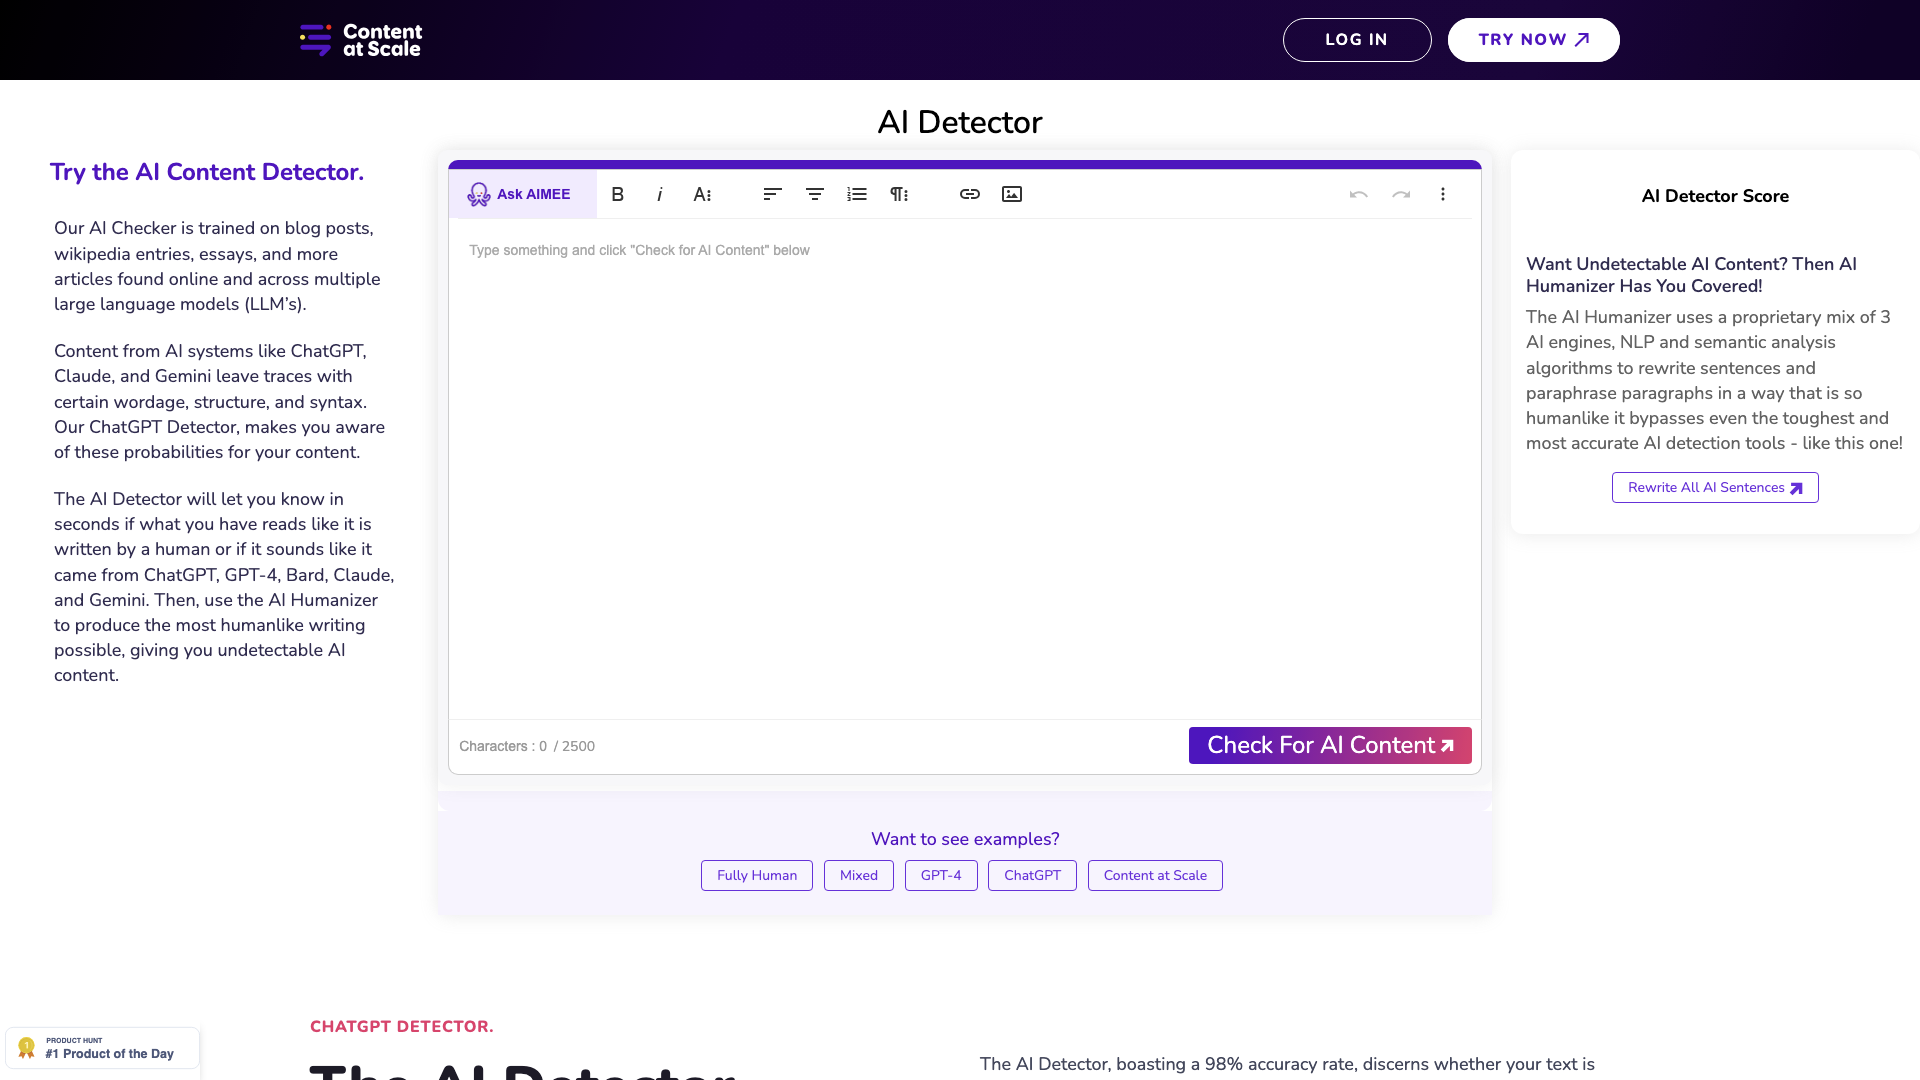 Content
at Scale
LOG IN
TRY NOW
AI Detector
Try the AI Content Detector.
Our AI Checker is trained on blog posts,
wikipedia entries, essays, and more
articles found online and across multiple
large language models (LLM’s).
Content from AI systems like ChatGPT,
Claude, and Gemini leave traces with
certain wordage, structure, and syntax.
Our ChatGPT Detector, makes you aware
of these probabilities for your content.
The AI Detector will let you know in
seconds if what you have reads like it is
written by a human or if it sounds like it
came from ChatGPT, GPT-4, Bard, Claude,
and Gemini. Then, use the AI Humanizer
to produce the most humanlike writing
possible, giving you undetectable AI
content.
Ask AIMEE
Type something and click "Check for AI Content" below
Characters : 0 / 2500
Check For AI Content
Want to see examples?
Fully Human
Mixed
GPT-4
ChatGPT
Content at Scale
AI Detector Score
Want Undetectable AI Content? Then AI
Humanizer Has You Covered!
The AI Humanizer uses a proprietary mix of 3
AI engines, NLP and semantic analysis
algorithms to rewrite sentences and
paraphrase paragraphs in a way that is so
humanlike it bypasses even the toughest and
most accurate AI detection tools - like this one!
Rewrite All AI Sentences
CHATGPT DETECTOR.
The AI Detector
The AI Detector, boasting a 98% accuracy rate, discerns whether your text is
1
PRODUCT HUNT
#1 Product of the Day